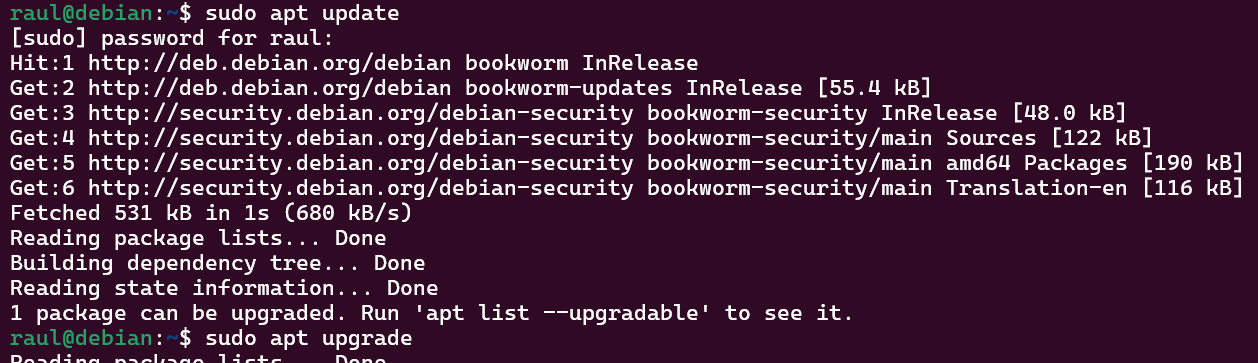 raul@debian:~$ sudo apt update
[sudo] password for raul:
Hit:1 http://deb.debian.org/debian bookworm InRelease
Get:2 http://deb.debian.org/debian bookworm-updates InRelease [55.4 kB]
Get:3 http://security.debian.org/debian-security bookworm-security InRelease [48.0 kB]
Get:4 http://security.debian.org/debian-security bookworm-security/main Sources [122 kB]
Get:5 http://security.debian.org/debian-security bookworm-security/main amd64 Packages [190 kB]
Get:6 http://security.debian.org/debian-security bookworm-security/main Translation-en [116 kB]
Fetched 531 kB in 1s (680 kB/s)
Reading package lists... Done
Building dependency tree... Done
Reading state information... Done
1 package can be upgraded. Run 'apt list --upgradable' to see it.
raul@debian:~$ sudo apt upgrade
Reading package lists... Done